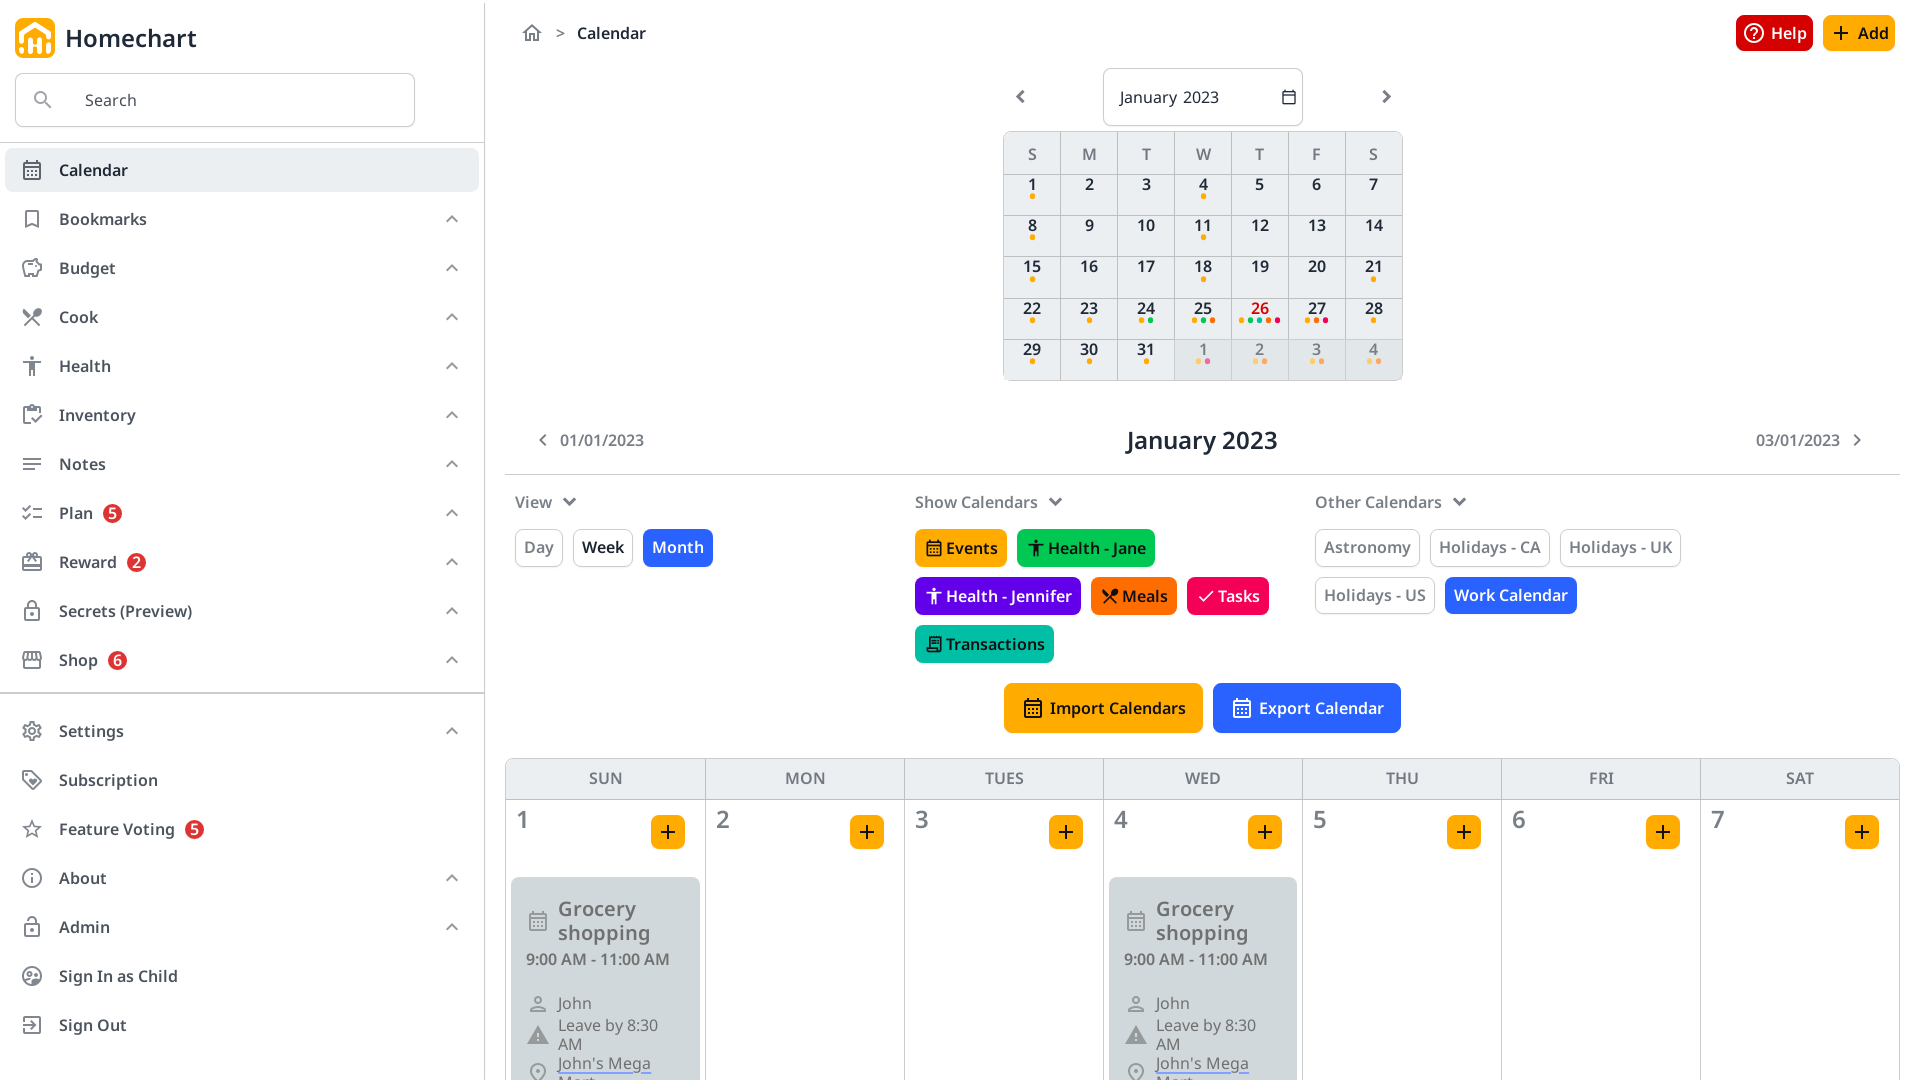 Homechart
Search
Calendar
Bookmarks
Budget
Cook
Health
Inventory
Notes
Plan 5
Reward 2
Secrets (Preview)
Shop 6
Settings
Subscription
Feature Voting 5
About
Admin
Sign In as Child
Sign Out
> Calendar
Help
Add
January 2023
S M T W T F S
1 2 3 4 5 6 7
8 9 10 11 12 13 14
15 16 17 18 19 20 21
22 23 24 25 26 27 28
29 30 31 1 2 3 4
01/01/2023
January 2023
03/01/2023
View
Day Week Month
Show Calendars
Events Health - Jane
Health - Jennifer Meals Tasks
Transactions
Other Calendars
Astronomy Holidays - CA Holidays - UK
Holidays - US Work Calendar
Import Calendars Export Calendar
SUN MON TUES WED THU FRI SAT
1 2 3 4 5 6 7
Grocery
shopping
9:00 AM - 11:00 AM
John
Leave by 8:30
AM
John's Mega
Mart
Grocery
shopping
9:00 AM - 11:00 AM
John
Leave by 8:30
AM
John's Mega
Mart